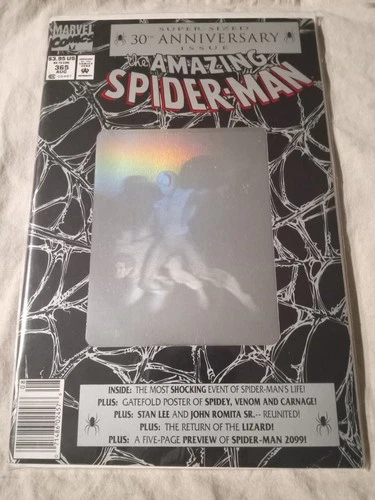 MARVEL
COMICS
$3.95 US
365
AUG
SUPER SIZED!
30TH ANNIVERSARY
ISSUE
the AMAZING
SPIDER-MAN
INSIDE: THE MOST SHOCKING EVENT OF SPIDER-MAN'S LIFE!
PLUS: GATEFOLD POSTER OF SPIDEY, VENOM AND CARNAGE!
PLUS: STAN LEE AND JOHN ROMITA SR.-- REUNITED!
PLUS: THE RETURN OF THE LIZARD!
PLUS: A FIVE-PAGE PREVIEW OF SPIDER-MAN 2099!
08